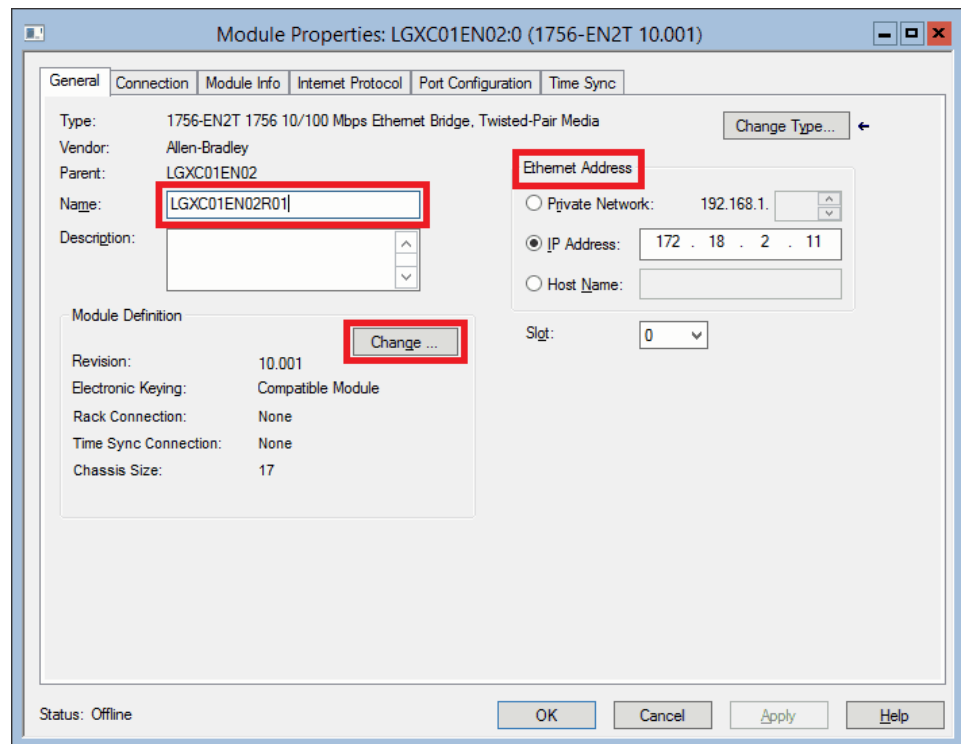 Module Properties: LGXC01EN02:0 (1756-EN2T 10.001)
General Connection Module Info Internet Protocol Port Configuration Time Sync
Type: 1756-EN2T 1756 10/100 Mbps Ethernet Bridge, Twisted-Pair Media
Change Type...
Vendor: Allen-Bradley
Parent: LGXC01EN02
Name: LGXC01EN02R01
Description:
Ethernet Address
Private Network: 192.168.1.
IP Address: 172 . 18 . 2 . 11
Host Name:
Slot: 0
Module Definition
Change ...
Revision: 10.001
Electronic Keying: Compatible Module
Rack Connection: None
Time Sync Connection: None
Chassis Size: 17
Status: Offline
OK Cancel Apply Help